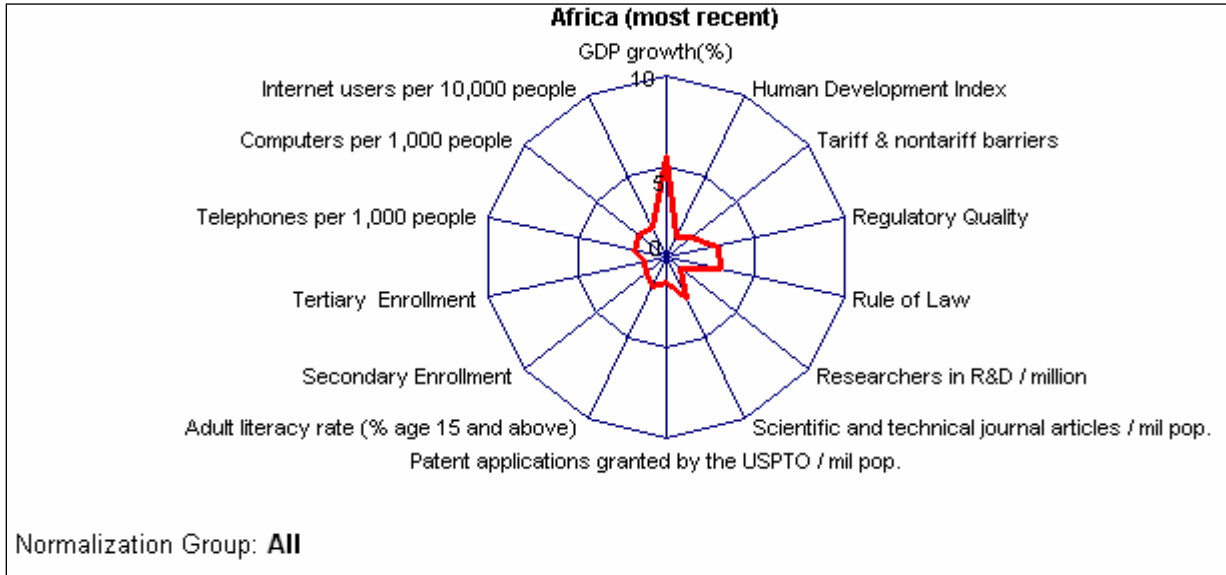 Africa (most recent)
GDP growth(%)
10
Internet users per 10,000 people
Human Development Index
Computers per 1,000 people
Tariff & nontariff barriers
5
Telephones per 1,000 people
Regulatory Quality
0
Tertiary  Enrollment
Rule of Law
Secondary Enrollment
Researchers in R&D / million
Adult literacy rate (% age 15 and above)
Scientific and technical journal articles / mil pop.
Patent applications granted by the USPTO / mil pop.
Normalization Group: All